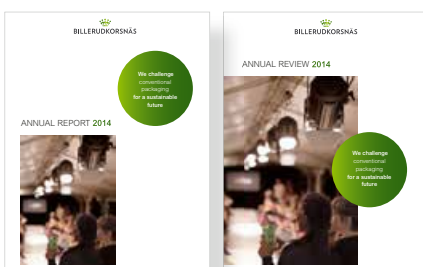 BILLERUDKORSNÄS
We challenge
conventional
packaging
for a sustainable
future
ANNUAL REPORT 2014
BILLERUDKORSNÄS
ANNUAL REVIEW 2014
We challenge
conventional
packaging
for a sustainable
future